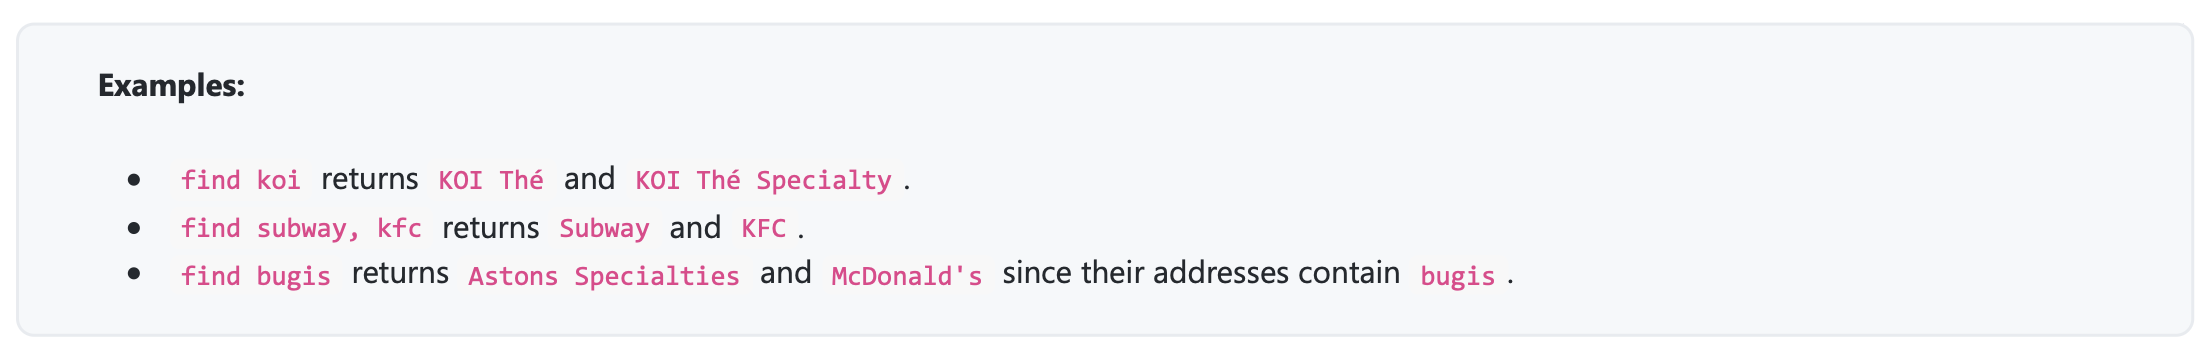 Examples:
• find koi returns KOI Thé and KOI Thé Specialty .
• find subway, kfc returns Subway and KFC .
• find bugis returns Astons Specialties and McDonald's since their addresses contain bugis .